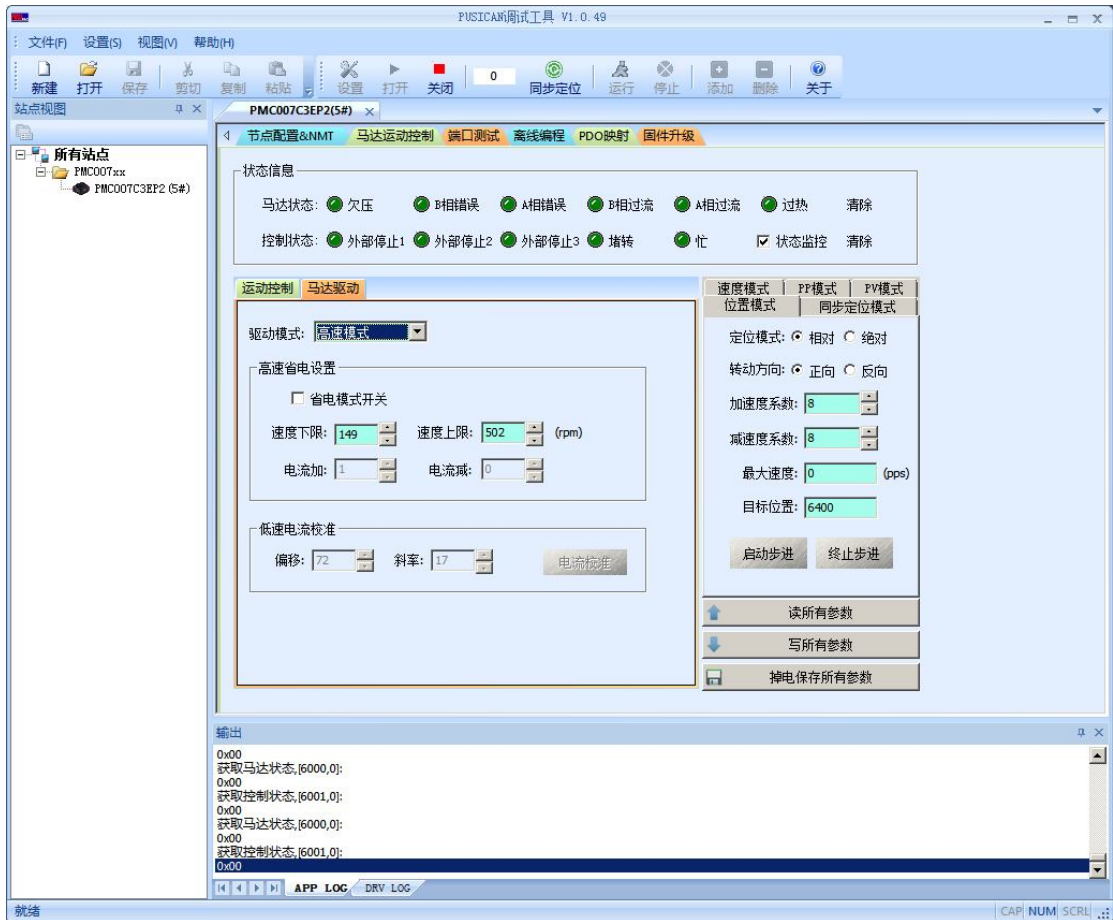 PUSICAN调试工具 V1.0.49
文件(F) 设置(S) 视图(V) 帮助(H)
新建 打开 保存 剪切 复制 粘贴 设置 打开 关闭 0 同步定位 运行 停止 添加 删除 关于
站点视图
PMC007C3EP2(5#)
节点配置&NMT 马达运动控制 端口测试 离线编程 PDO映射 固件升级
所有站点
PMC007xx
PMC007C3EP2(5#)
状态信息
马达状态: 欠压 B相错误 A相错误 B相过流 A相过流 过热 清除
控制状态: 外部停止1 外部停止2 外部停止3 堵转 忙 状态监控 清除
运动控制 马达驱动
驱动模式: 高速模式
高速省电设置
省电模式开关
速度下限: 149 速度上限: 502 (rpm)
电流加: 1 电流减: 0
低速电流校准
偏移: 72 斜率: 17 电流校准
速度模式 PP模式 PV模式
位置模式 同步定位模式
定位模式: 相对 绝对
转动方向: 正向 反向
加速度系数: 8
减速度系数: 8
最大速度: 0 (pps)
目标位置: 6400
启动步进 终止步进
读所有参数
写所有参数
掉电保存所有参数
输出
0x00
获取马达状态,[6000,0]:
0x00
获取控制状态,[6001,0]:
0x00
获取马达状态,[6000,0]:
0x00
获取控制状态,[6001,0]:
0x00
APP LOG DRV LOG
就绪 CAP NUM SCRL